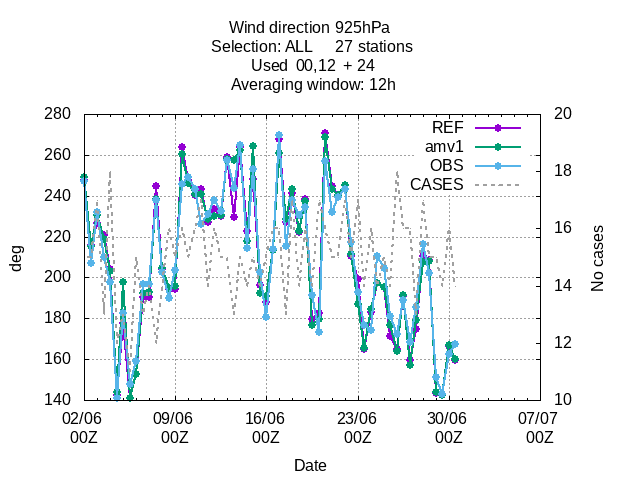 Wind direction 925hPa
Selection: ALL 27 stations
Used 00,12 + 24
Averaging window: 12h
280 20
REF
amv1
OBS
CASES
260
240
220
200
180
160
140
18
16
14
12
10
deg
No cases
02/06 09/06 16/06 23/06 30/06 07/07
00Z 00Z 00Z 00Z 00Z 00Z
Date